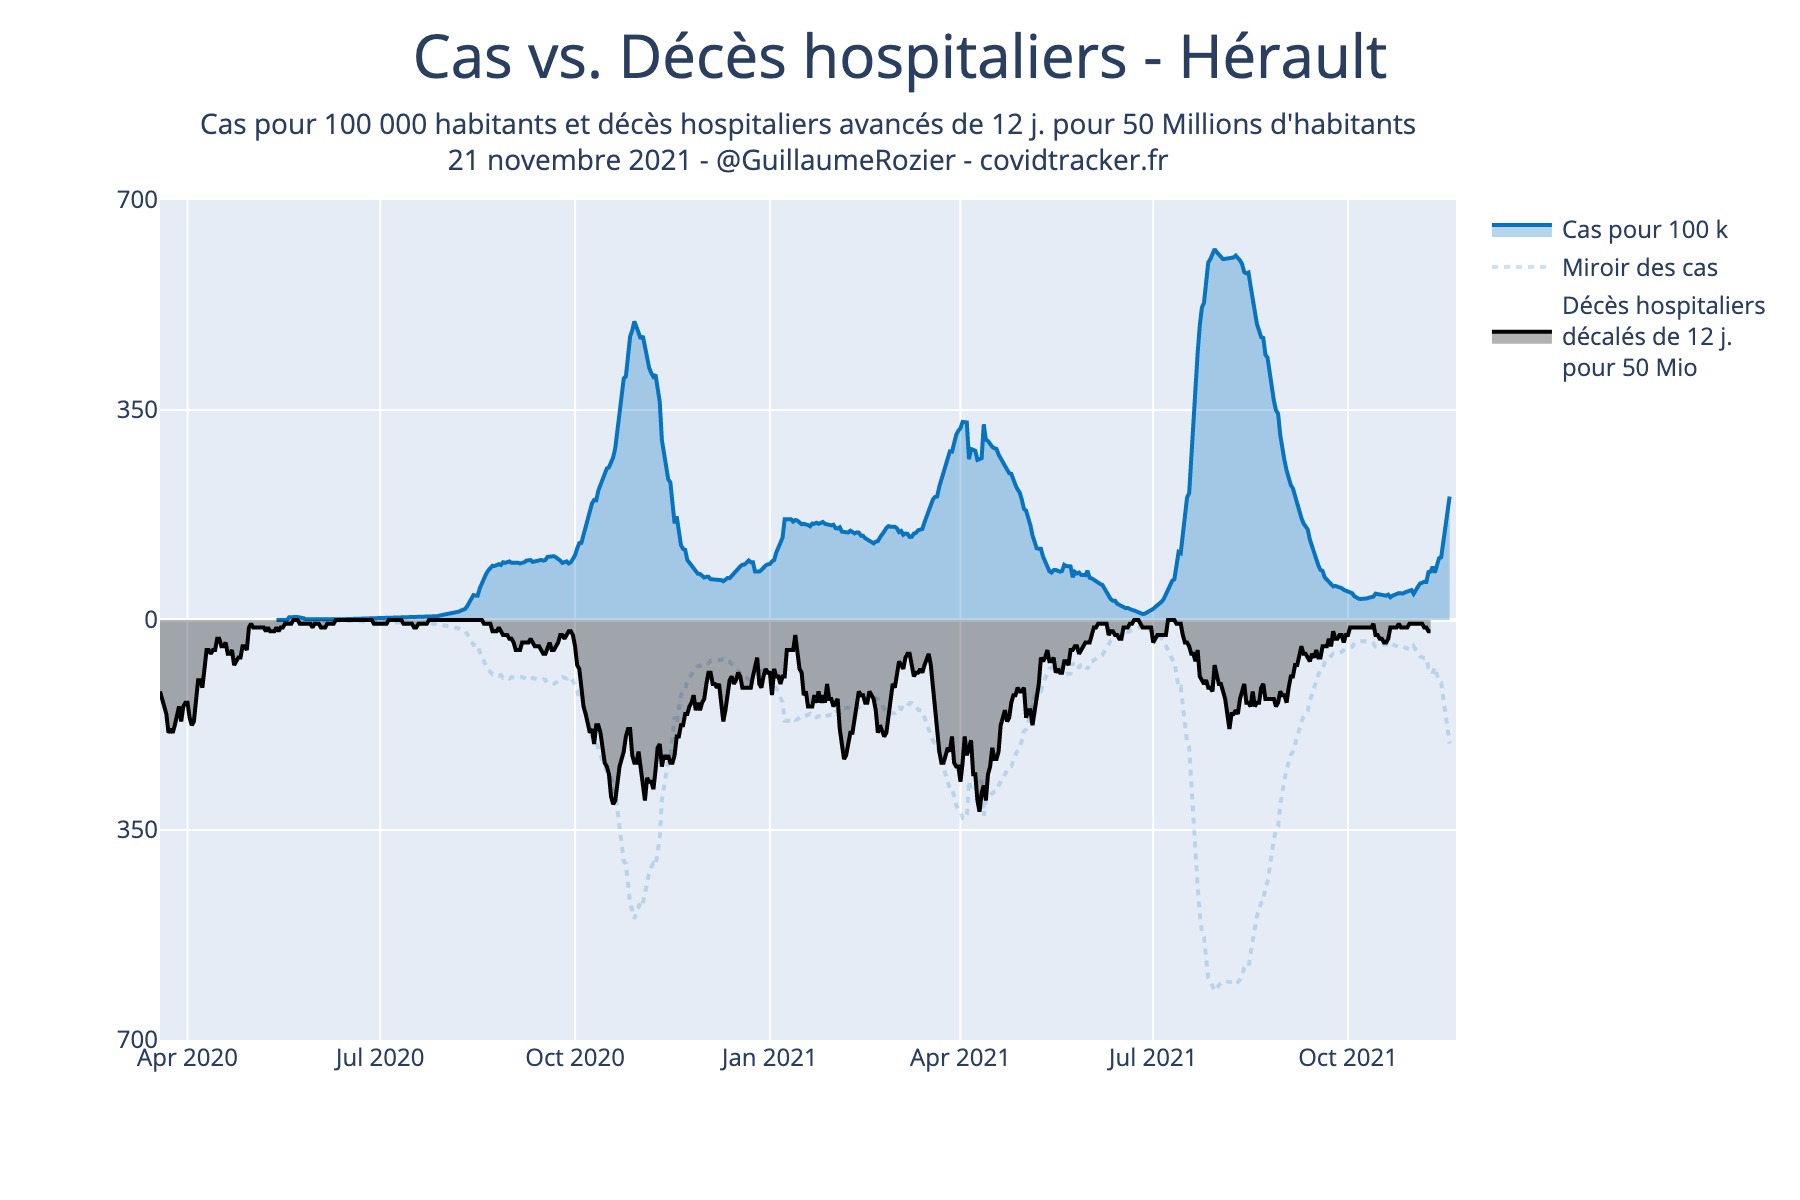 Cas vs. Décès hospitaliers - Hérault
Cas pour 100 000 habitants et décès hospitaliers avancés de 12 j. pour 50 Millions d'habitants
21 novembre 2021 - @GuillaumeRozier - covidtracker.fr
700
350
0
350
700
Apr 2020
Jul 2020
Oct 2020
Jan 2021
Apr 2021
Jul 2021
Oct 2021
Cas pour 100 k
Miroir des cas
Décès hospitaliers
décalés de 12 j.
pour 50 Mio